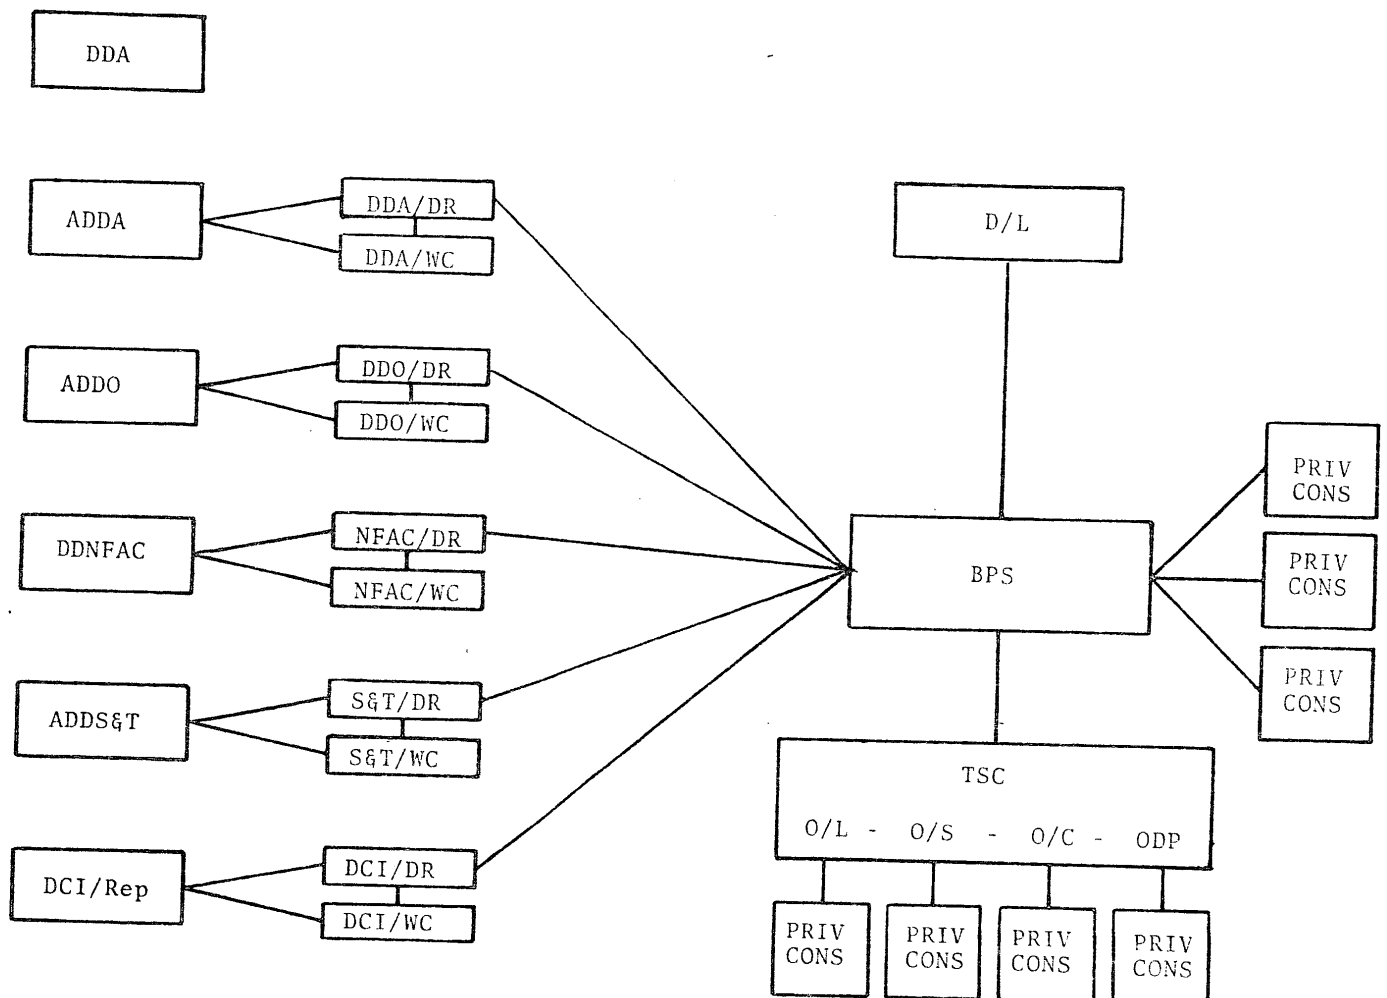 DDA
ADDA
DDA/DR
DDA/WC
D/L
ADDO
DDO/DR
DDO/WC
DDNFAC
NFAC/DR
NFAC/WC
BPS
PRIV
CONS
PRIV
CONS
PRIV
CONS
ADDS&T
S&T/DR
S&T/WC
TSC
O/L - O/S - O/C - ODP
DCI/Rep
DCI/DR
DCI/WC
PRIV
CONS
PRIV
CONS
PRIV
CONS
PRIV
CONS